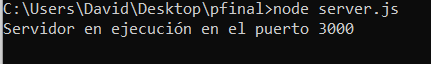 C:\Users\David\Desktop\pfinal>node server.js
Servidor en ejecución en el puerto 3000